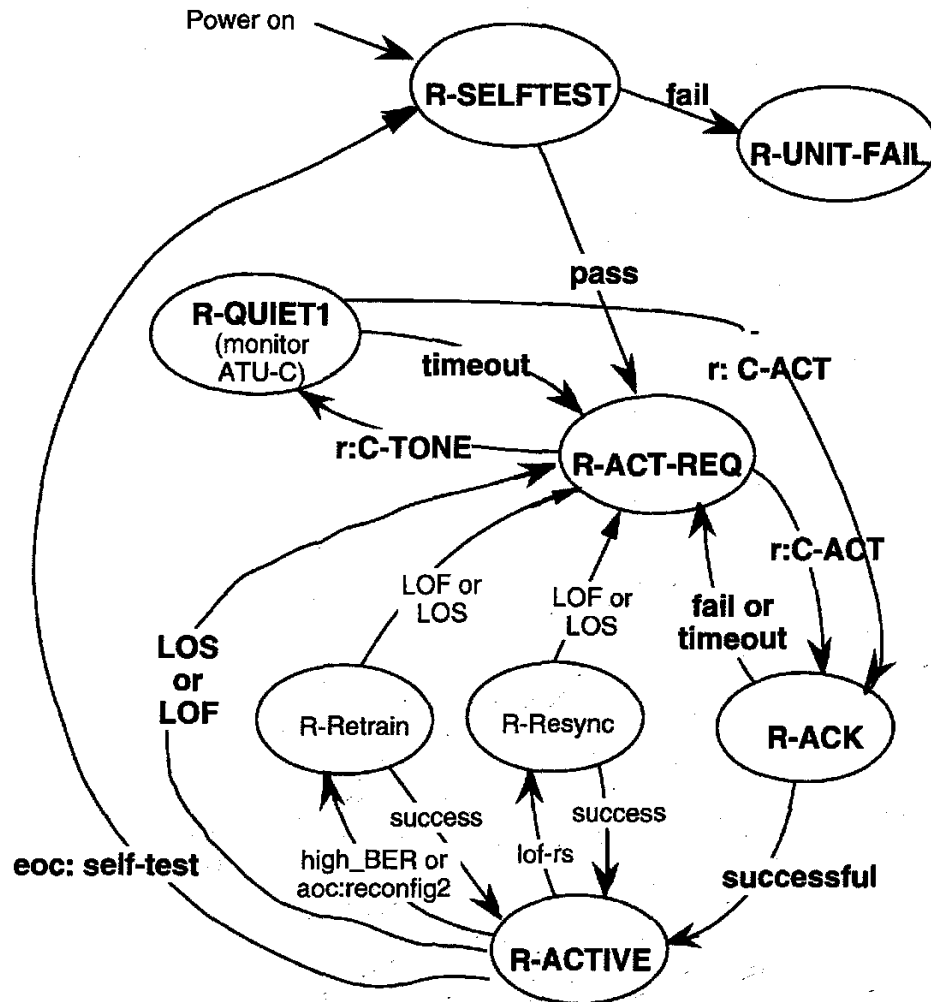 Power on
R-SELFTEST
fail
R-UNIT-FAIL
pass
R-QUIET1
(monitor
ATU-C)
timeout
r: C-ACT
r:C-TONE
R-ACT-REQ
r:C-ACT
LOF or
LOS
LOF or
LOS
fail or
timeout
LOS
or
LOF
R-Retrain
R-Resync
R-ACK
success
success
eoc: self-test
high_BER or
aoc:reconfig2
lof-rs
successful
R-ACTIVE